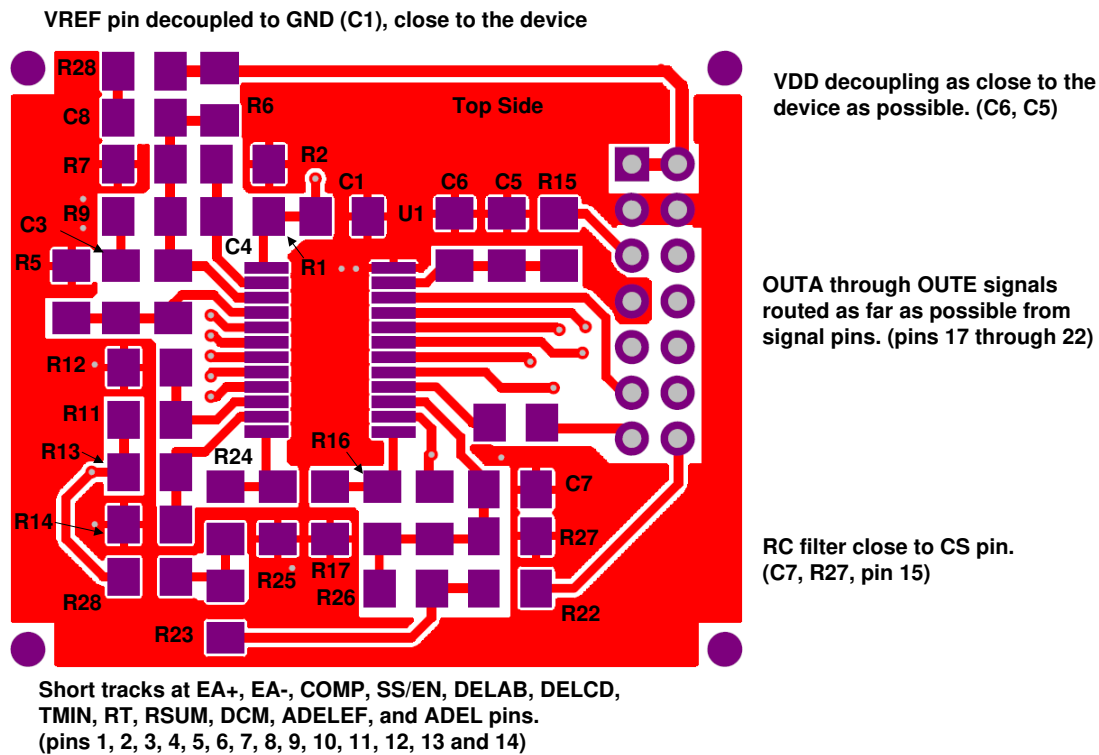 VREF pin decoupled to GND (C1), close to the device
R28
C8
R6
Top Side
VDD decoupling as close to the
device as possible. (C6, C5)
R7
R2
C1
C6
C5
R15
R9
C3
U1
C4
R5
R1
OUTA through OUTE signals
routed as far as possible from
signal pins. (pins 17 through 22)
R12
R11
R13
R24
R16
C7
R14
R27
R25
R17
R28
R26
R22
RC filter close to CS pin.
(C7, R27, pin 15)
R23
Short tracks at EA+, EA-, COMP, SS/EN, DELAB, DELCD,
TMIN, RT, RSUM, DCM, ADELEF, and ADEL pins.
(pins 1, 2, 3, 4, 5, 6, 7, 8, 9, 10, 11, 12, 13 and 14)